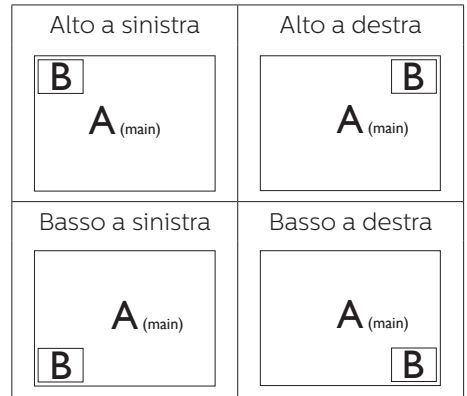 Alto a sinistra
B
A (main)
Alto a destra
B
A (main)
Basso a sinistra
A (main)
B
Basso a destra
A (main)
B